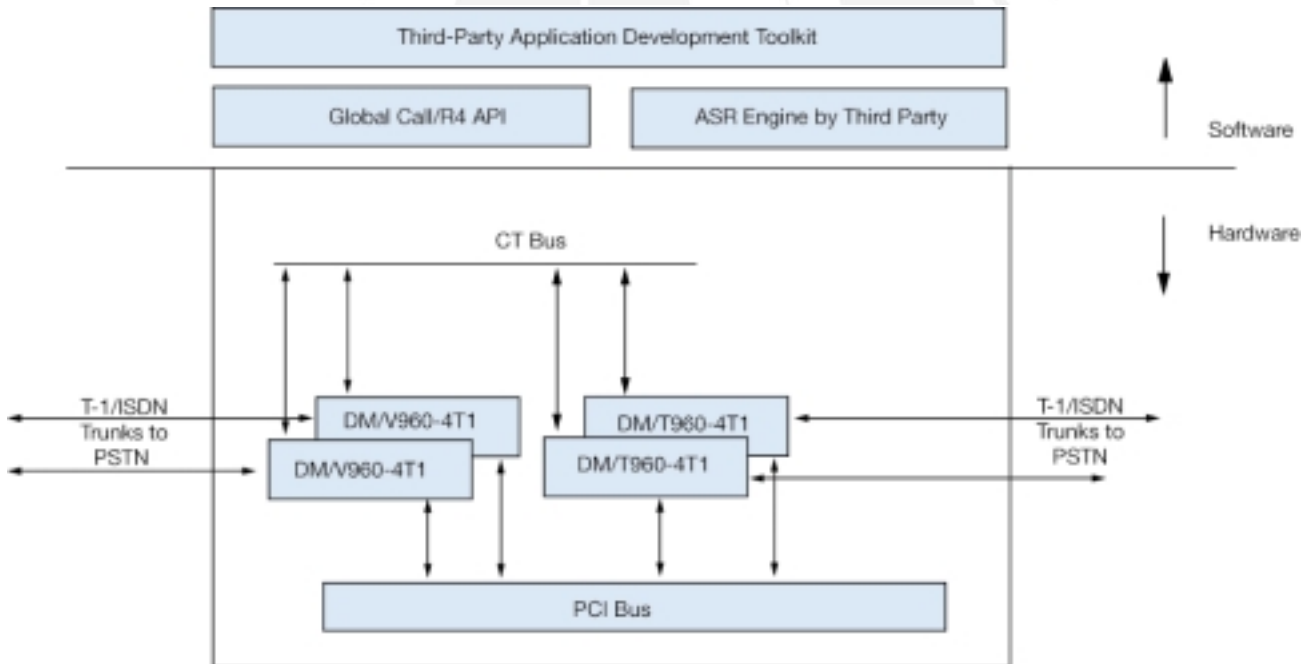 Third-Party Application Development Toolkit
Global Call/R4 API
ASR Engine by Third Party
Software
Hardware
CT Bus
T-1/ISDN
Trunks to
PSTN
DM/V960-4T1
DM/V960-4T1
DM/T960-4T1
DM/T960-4T1
T-1/ISDN
Trunks to
PSTN
PCI Bus